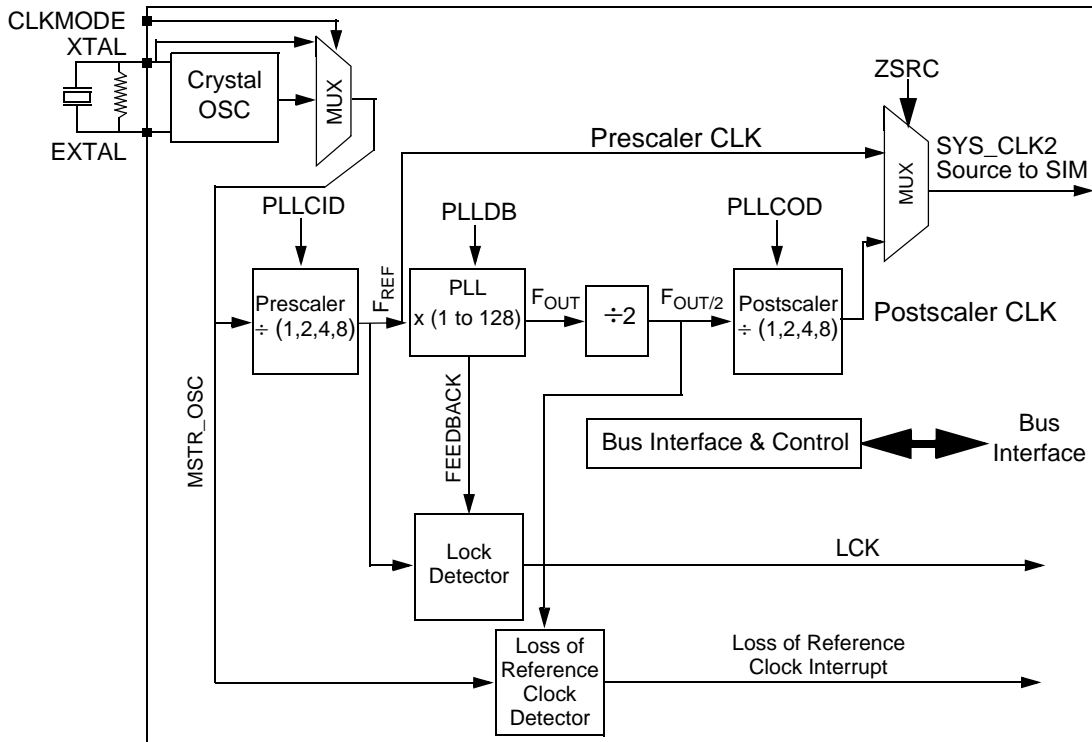 CLKMODE
XTAL
EXTAL
Crystal
OSC
MUX
ZSRC
Prescaler CLK
MUX
SYS_CLK2
Source to SIM
PLLCID
PLLDB
PLLCOD
Prescaler
÷ (1,2,4,8)
FREF
PLL
x (1 to 128)
FOUT
÷2
FOUT/2
Postscaler
÷ (1,2,4,8)
Postscaler CLK
MSTR_OSC
FEEDBACK
Bus Interface & Control
Bus
Interface
Lock
Detector
LCK
Loss of
Reference
Clock
Detector
Loss of Reference
Clock Interrupt